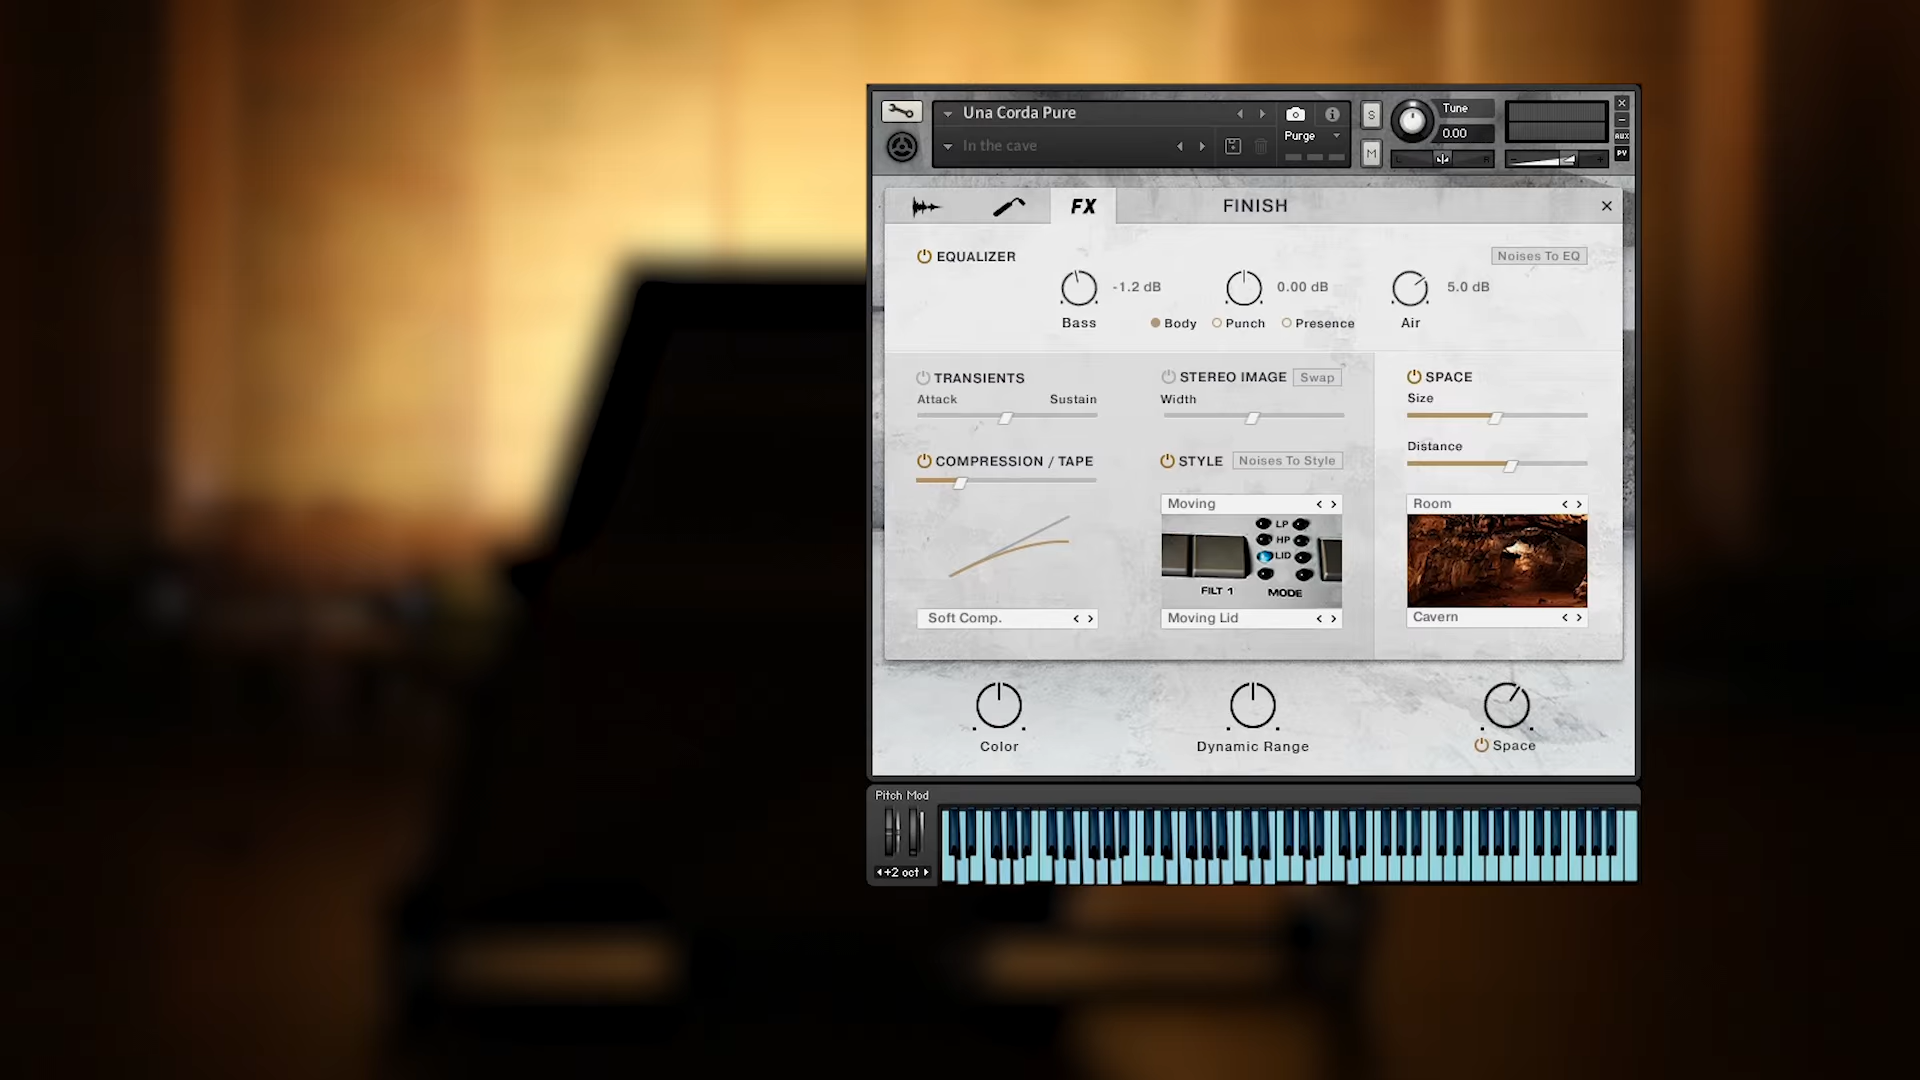 Una Corda Pure
In the cave
Purge
S
M
Tune
0.00
L R
AUX
PV
FX
FINISH
EQUALIZER
Noises To EQ
-1.2 dB
0.00 dB
5.0 dB
Bass
Body
Punch
Presence
Air
TRANSIENTS
Attack
Sustain
STEREO IMAGE
Swap
Width
SPACE
Size
Distance
COMPRESSION / TAPE
STYLE
Noises To Style
Moving
LP
HP
LID
FILT 1
MODE
Room
Soft Comp.
Moving Lid
Cavern
Color
Dynamic Range
Space
Pitch Mod
+2 oct